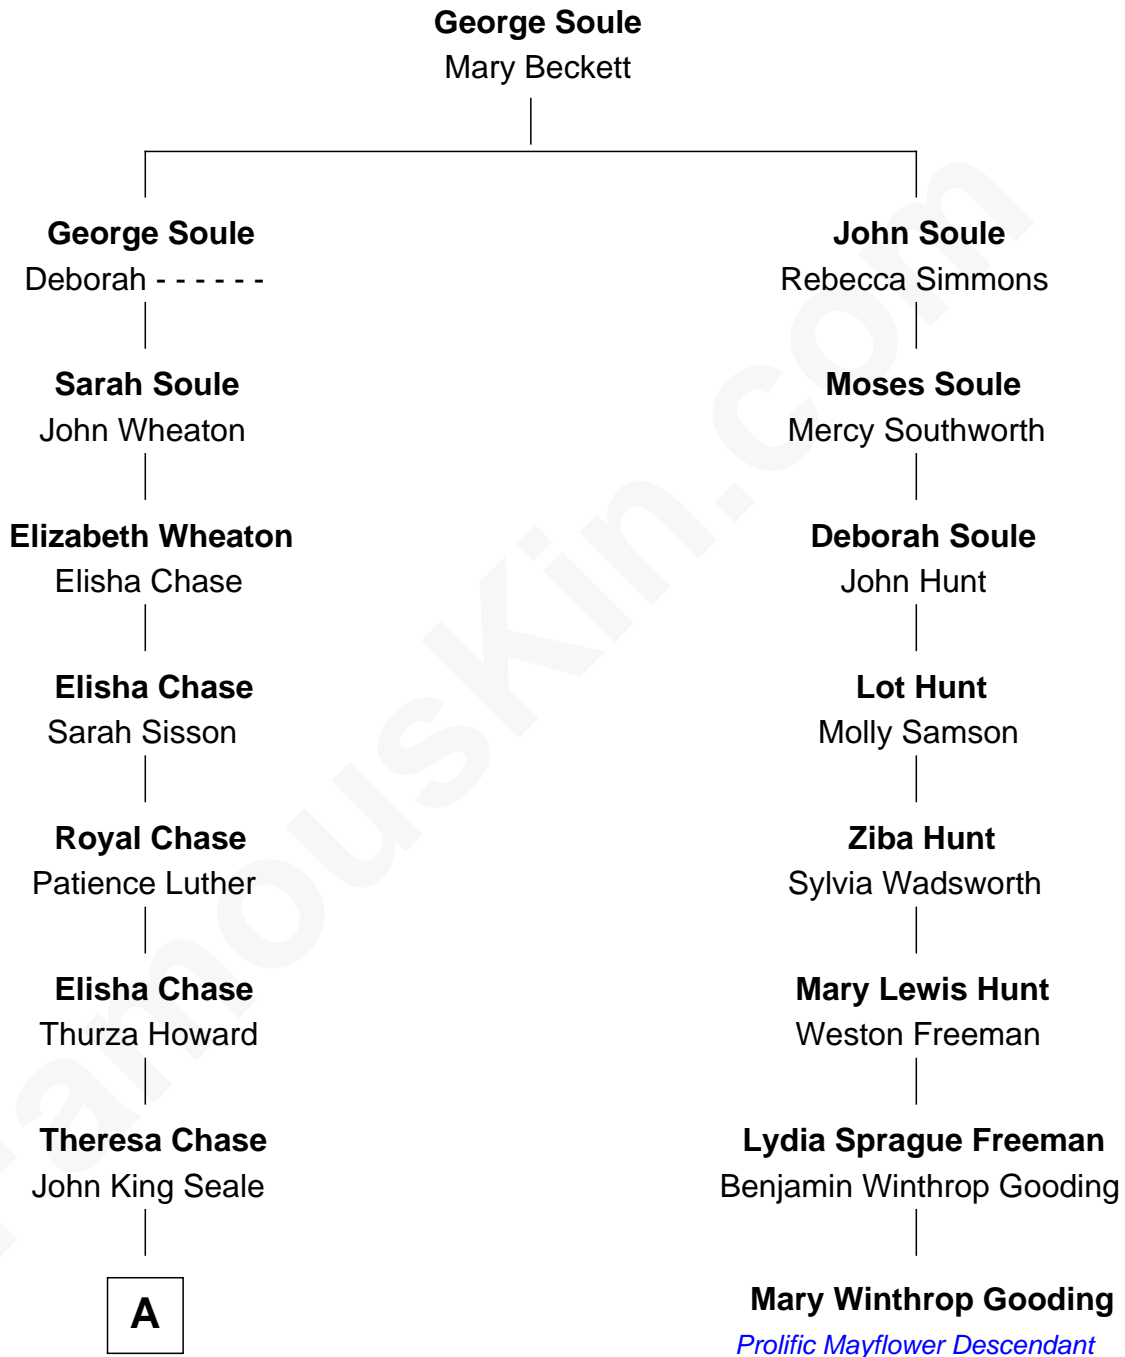 George Soule
Mary Beckett
George Soule
Deborah - - - - - -
John Soule
Rebecca Simmons
Sarah Soule
John Wheaton
Moses Soule
Mercy Southworth
Elizabeth Wheaton
Elisha Chase
Deborah Soule
John Hunt
Elisha Chase
Sarah Sisson
Lot Hunt
Molly Samson
Royal Chase
Patience Luther
Ziba Hunt
Sylvia Wadsworth
Elisha Chase
Thurza Howard
Mary Lewis Hunt
Weston Freeman
Theresa Chase
John King Seale
Lydia Sprague Freeman
Benjamin Winthrop Gooding
A
Mary Winthrop Gooding
Prolific Mayflower Descendant
FamousKin.com